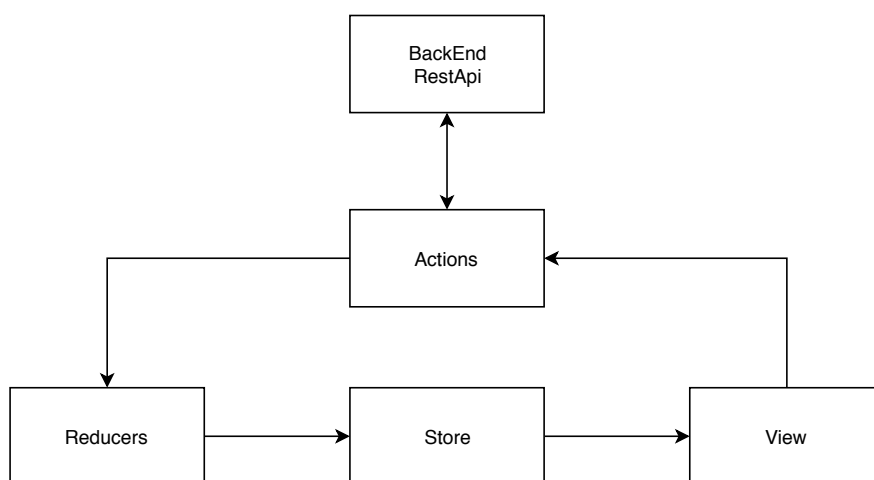 BackEnd
RestApi
Actions
Reducers
Store
View